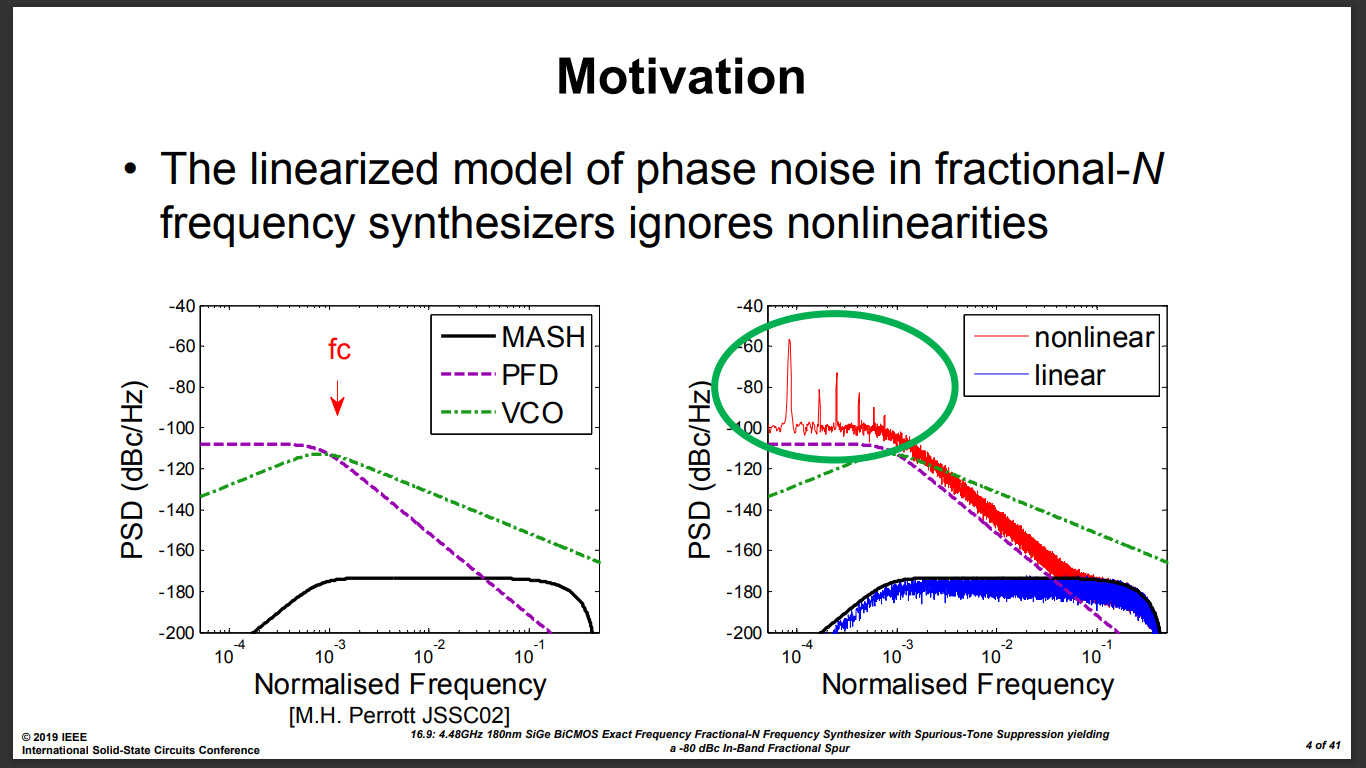 Motivation
• The linearized model of phase noise in fractional-N
frequency synthesizers ignores nonlinearities
-40
-60
-80
-100
-120
-140
-160
-180
-200
PSD (dBc/Hz)
fc
MASH
PFD
VCO
10-4
10-3
10-2
10-1
Normalised Frequency
[M.H. Perrott JSSC02]
-40
-60
-80
-100
-120
-140
-160
-180
-200
PSD (dBc/Hz)
nonlinear
linear
10-4
10-3
10-2
10-1
Normalised Frequency
© 2019 IEEE
International Solid-State Circuits Conference
16.9: 4.48GHz 180nm SiGe BiCMOS Exact Frequency Fractional-N Frequency Synthesizer with Spurious-Tone Suppression yielding
a -80 dBc In-Band Fractional Spur
4 of 41